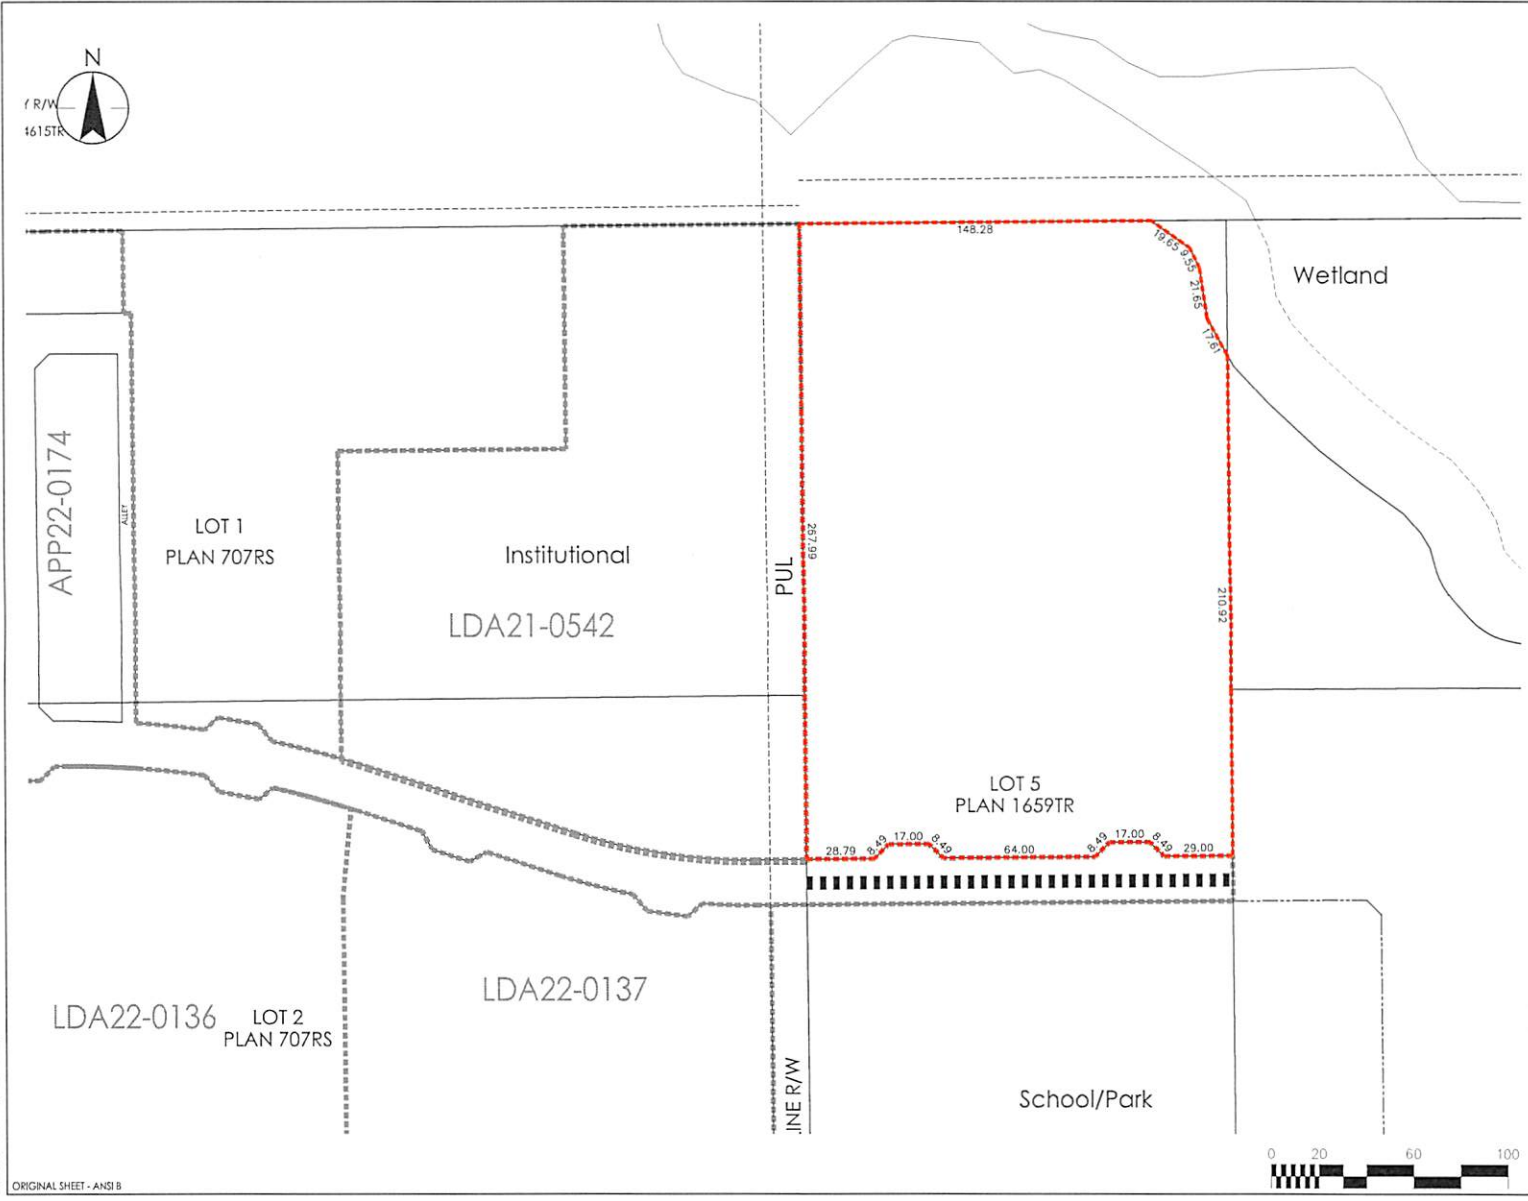 N
Y R/W
4615TR
148.28
19.65
9.55
21.65
17.61
Wetland
APP22-0174
ALLEY
LOT 1
PLAN 707RS
Institutional
LDA21-0542
PUL
267.99
210.92
LOT 5
PLAN 1659TR
28.79
8.49
17.00
8.49
64.00
8.49
17.00
8.49
29.00
LDA22-0136
LOT 2
PLAN 707RS
LDA22-0137
LINE R/W
School/Park
0 20 60 100
ORIGINAL SHEET - ANSI B